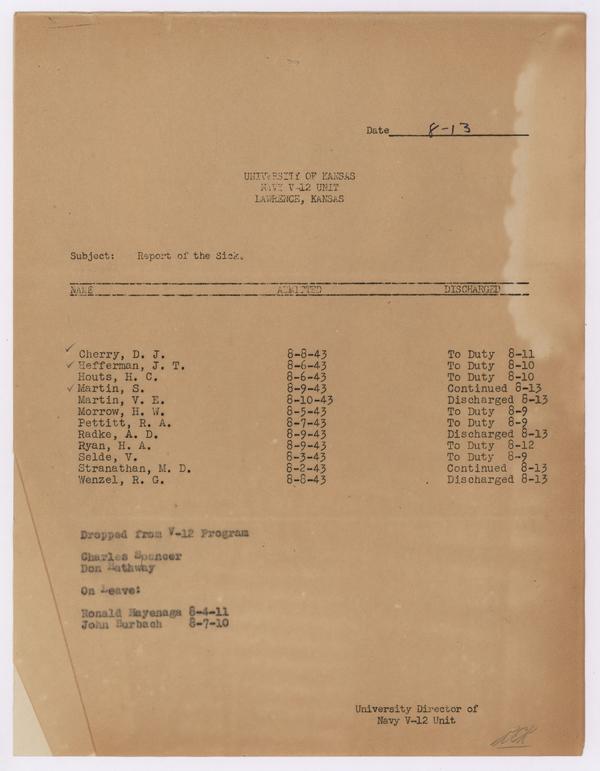 Date 8-13
UNIVERSITY OF KANSAS
NAVY V-12 UNIT
LAWRENCE, KANSAS
Subject: Report of the Sick.
NAME ADMITTED DISCHARGED
Cherry, D. J. 8-8-43 To Duty 8-11
Hefferman, J. T. 8-6-43 To Duty 8-10
Houts, H. C. 8-6-43 To Duty 8-10
Martin, S. 8-9-43 Continued 8-13
Martin, V. E. 8-10-43 Discharged 8-13
Morrow, H. W. 8-5-43 To Duty 8-9
Pettitt, R. A. 8-7-43 To Duty 8-9
Radke, A. D. 8-9-43 Discharged 8-13
Ryan, H. A. 8-9-43 To Duty 8-12
Selde, V. 8-3-43 To Duty 8-9
Stranathan, M. D. 8-2-43 Continued 8-13
Wenzel, R. G. 8-8-43 Discharged 8-13
Dropped from V-12 Program
Charles Spencer
Don Hathway
On Leave:
Ronald Mayenaga 8-4-11
John Burbach 8-7-10
University Director of
Navy V-12 Unit